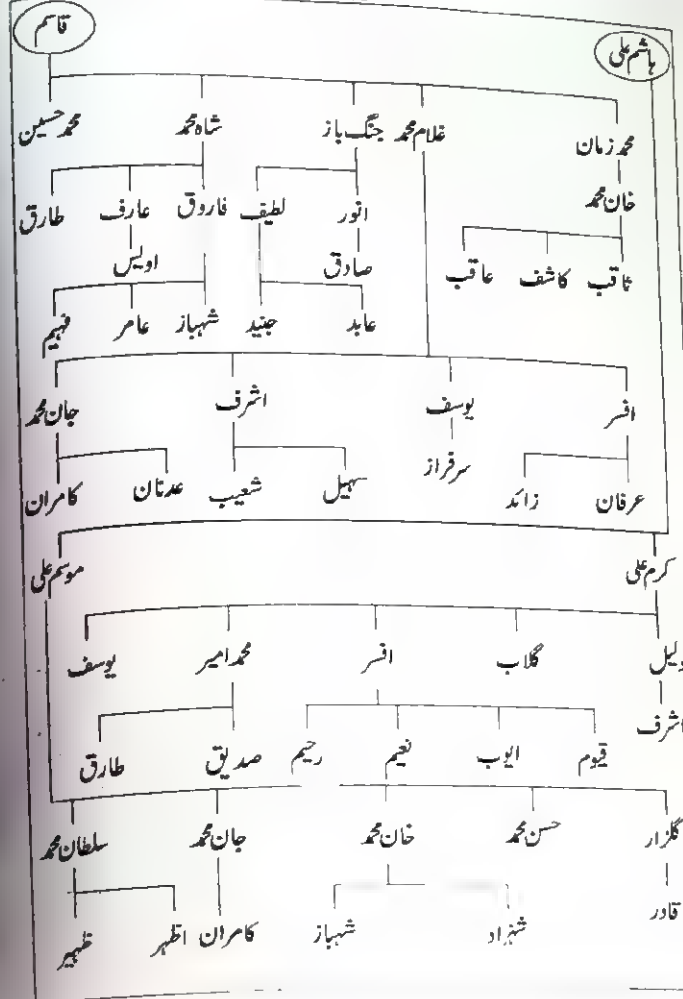 قاسم
ہاشم علی
محمد زمان غلام محمد جنگ باز شاہ محمد محمد حسین
خان محمد
انور لطیف فاروق عارف طارق
ثاقب کاشف عاقب صادق اویس
عابد جنید شہباز عامر فہیم
افسر یوسف اشرف جان محمد
عرفان زائد سرفراز سہیل شعیب عدنان کامران
کرم علی موسم علی
دلیل گلاب افسر محمد امیر یوسف
اشرف
قیوم ایوب نعیم رحیم صدیق طارق
گلزار حسن محمد خان محمد جان محمد سلطان محمد
قادر شہزاد شہباز کامران اظہر ظہیر